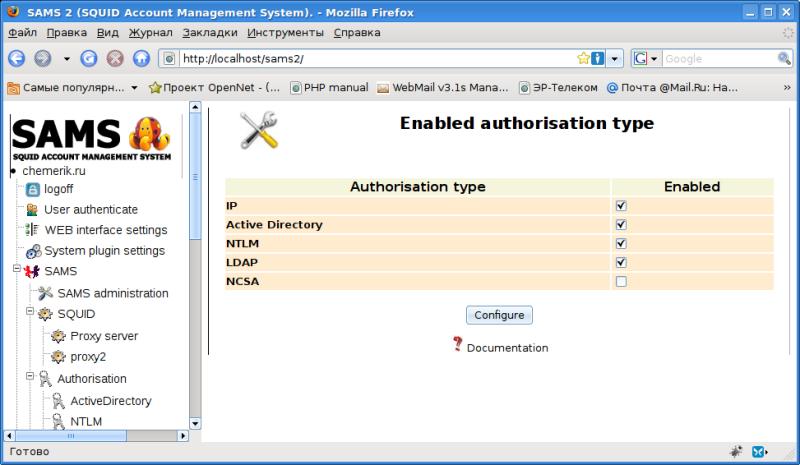 SAMS 2 (SQUID Account Management System). - Mozilla Firefox
Файл Правка Вид Журнал Закладки Инструменты Справка
http://localhost/sams2/
Google
Самые популярн... Проект OpenNet - (... PHP manual WebMail v3.1s Mana... ЭР-Телеком Почта @Mail.Ru: На...
SAMS
SQUID ACCOUNT MANAGEMENT SYSTEM
chemerik.ru
logoff
User authenticate
WEB interface settings
System plugin settings
SAMS
SAMS administration
SQUID
Proxy server
proxy2
Authorisation
ActiveDirectory
NTLM
Enabled authorisation type
Authorisation type Enabled
IP
Active Directory
NTLM
LDAP
NCSA
Configure
Documentation
Готово